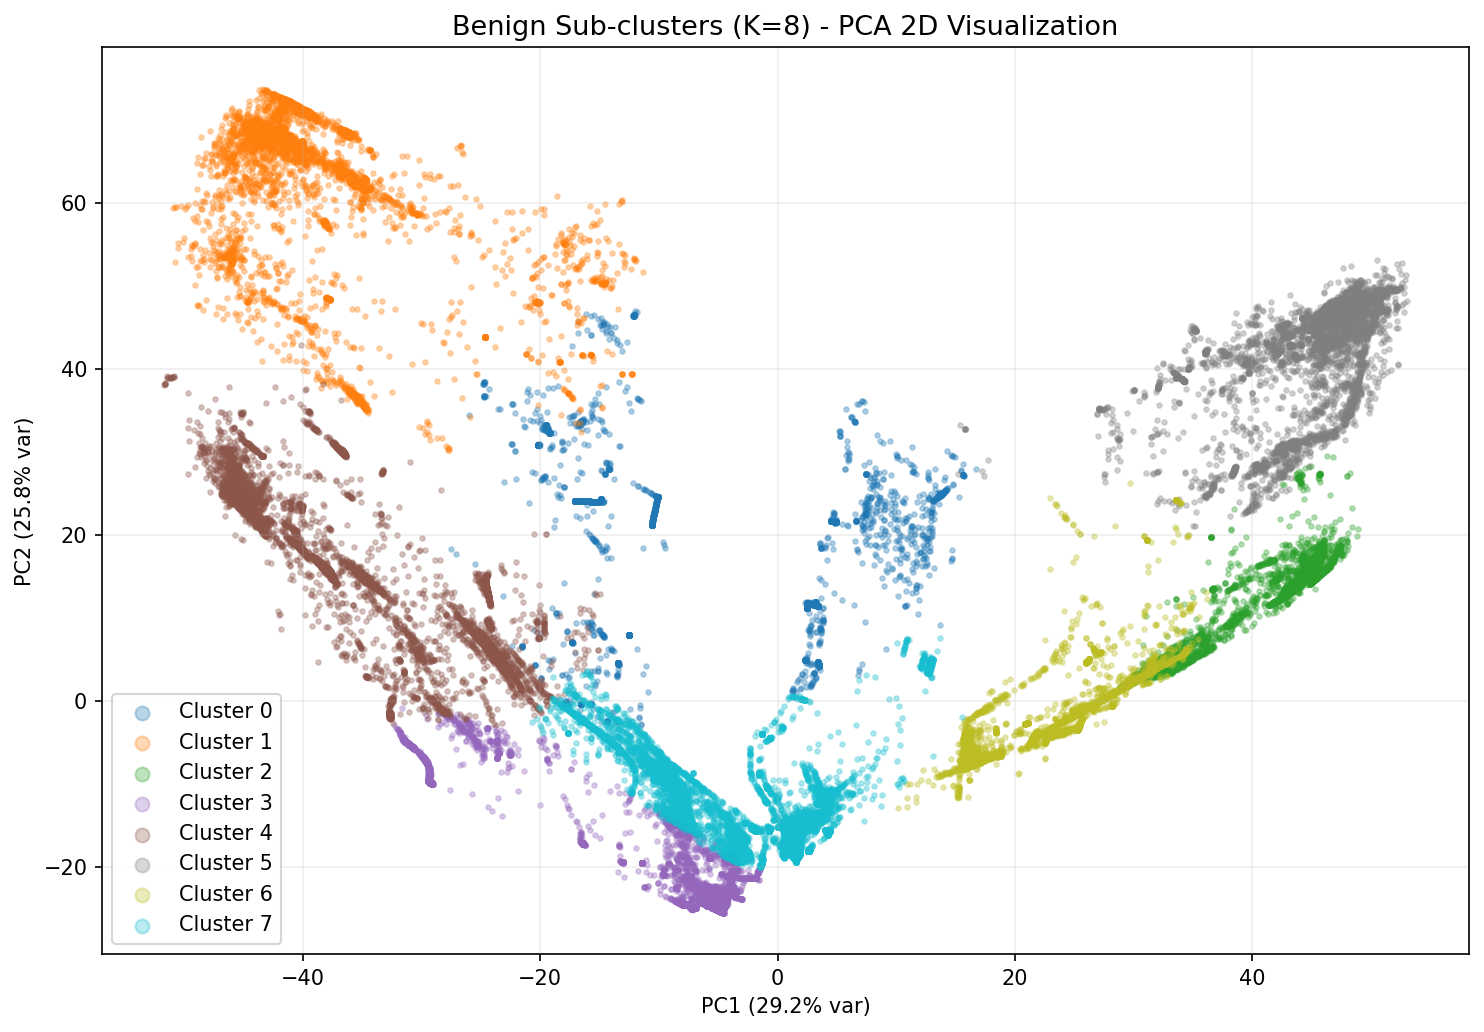 Benign Sub-clusters (K=8) - PCA 2D Visualization
PC2 (25.8% var)
60
40
20
0
−20
Cluster 0
Cluster 1
Cluster 2
Cluster 3
Cluster 4
Cluster 5
Cluster 6
Cluster 7
−40 −20 0 20 40
PC1 (29.2% var)